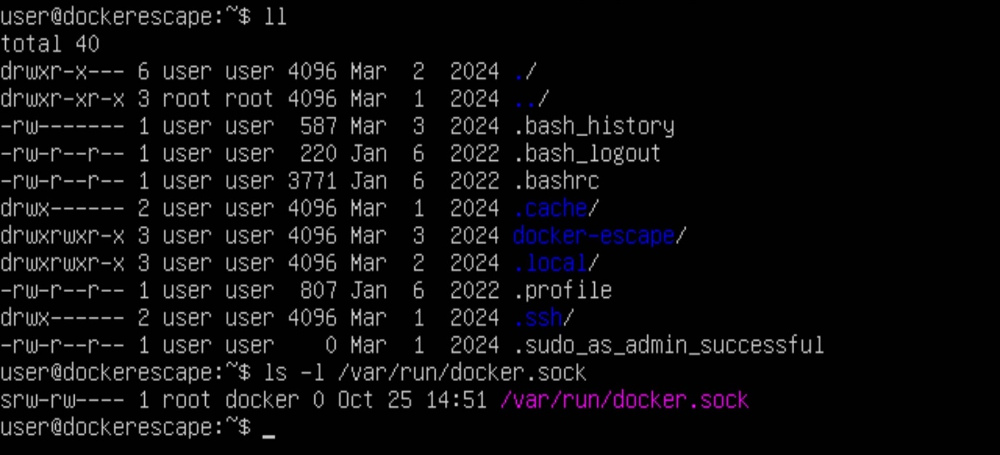 user@dockerescape:~$ ll
total 40
drwxr-x--- 6 user user 4096 Mar  2  2024 ./
drwxr-xr-x 3 root root 4096 Mar  1  2024 ../
-rw------- 1 user user  587 Mar  3  2024 .bash_history
-rw-r--r-- 1 user user  220 Jan  6  2022 .bash_logout
-rw-r--r-- 1 user user 3771 Jan  6  2022 .bashrc
drwx------ 2 user user 4096 Mar  1  2024 .cache/
drwxrwxr-x 3 user user 4096 Mar  3  2024 docker-escape/
drwxrwxr-x 3 user user 4096 Mar  2  2024 .local/
-rw-r--r-- 1 user user  807 Jan  6  2022 .profile
drwx------ 2 user user 4096 Mar  1  2024 .ssh/
-rw-r--r-- 1 user user    0 Mar  1  2024 .sudo_as_admin_successful
user@dockerescape:~$ ls -l /var/run/docker.sock
srw-rw---- 1 root docker 0 Oct 25 14:51 /var/run/docker.sock
user@dockerescape:~$ _